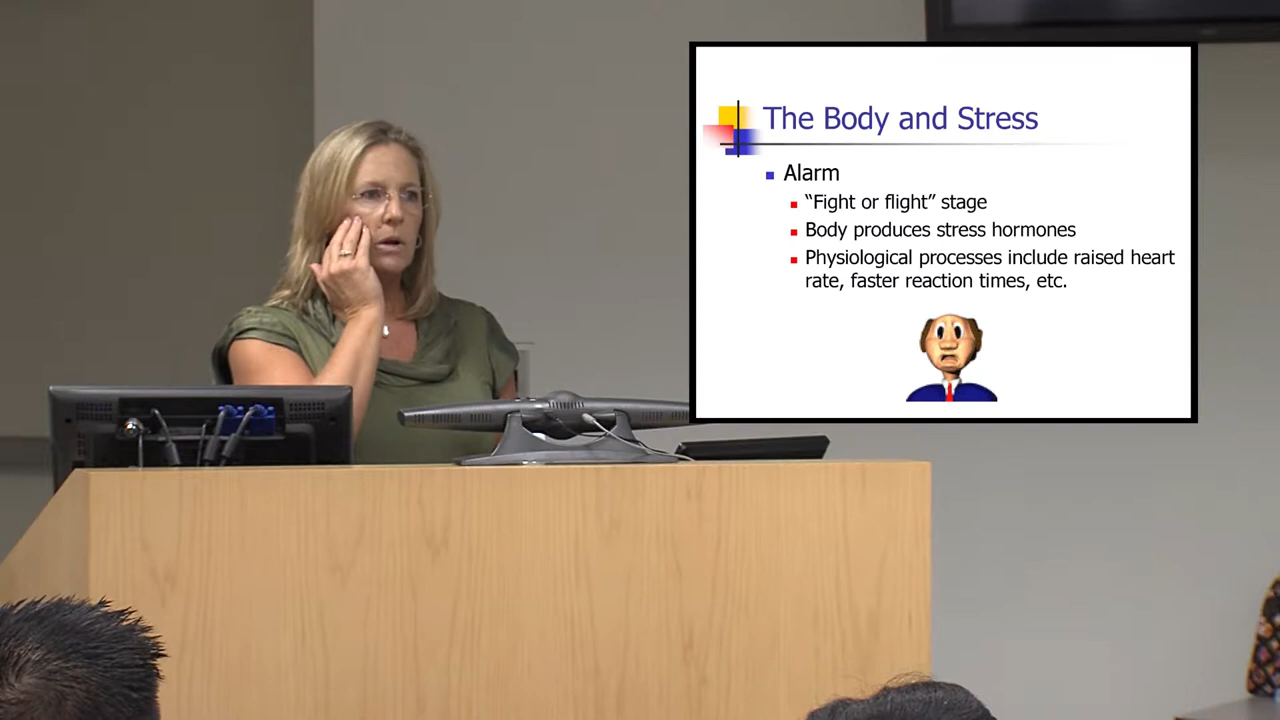 The Body and Stress
Alarm
“Fight or flight” stage
Body produces stress hormones
Physiological processes include raised heart
rate, faster reaction times, etc.